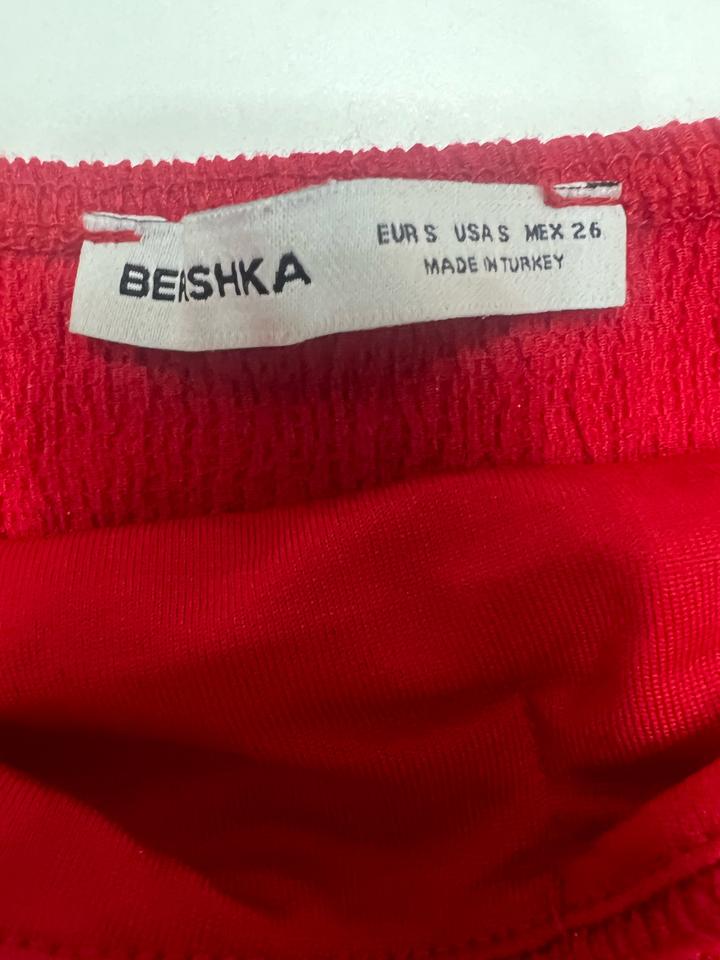 BERSHKA
EUR S USA S MEX 26
MADE IN TURKEY